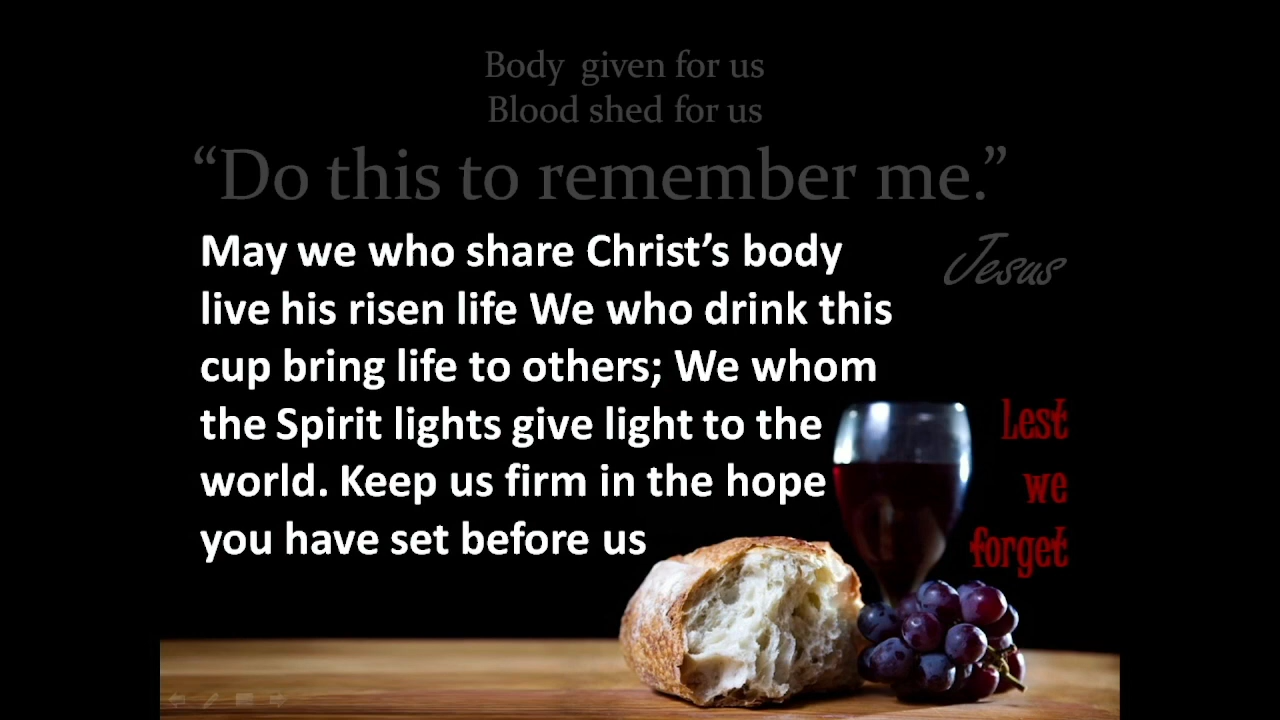 Body given for us
Blood shed for us
“Do this to remember me.”
Jesus
May we who share Christ’s body
live his risen life We who drink this
cup bring life to others; We whom
the Spirit lights give light to the
world. Keep us firm in the hope
you have set before us
Lest
we
forget